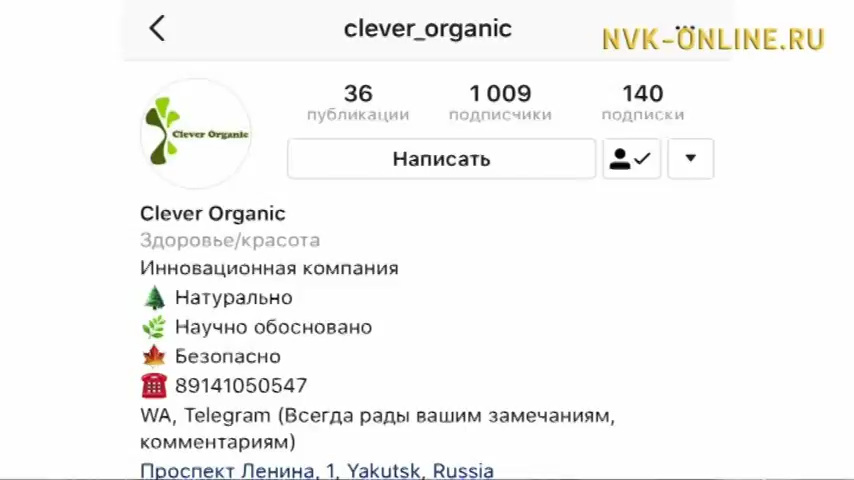 clever_organic
NVK-ONLINE.RU
36 1 009 140
публикации подписчики подписки
Clever Organic
Написать
Clever Organic
Здоровье/красота
Инновационная компания
Натурально
Научно обосновано
Безопасно
89141050547
WA, Telegram (Всегда рады вашим замечаниям,
комментариям)
Проспект Ленина, 1, Yakutsk, Russia